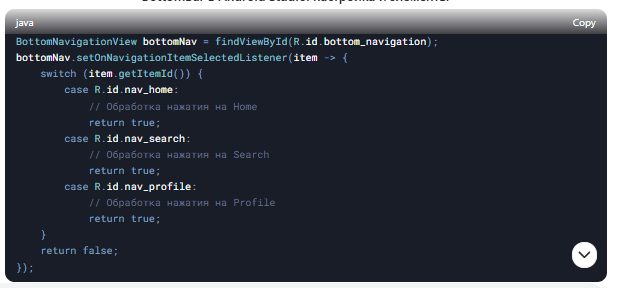 java
Copy
BottomNavigationView bottomNav = findViewById(R.id.bottom_navigation);
bottomNav.setOnNavigationItemSelectedListener(item -> {
    switch (item.getItemId()) {
        case R.id.nav_home:
            // Обработка нажатия на Home
            return true;
        case R.id.nav_search:
            // Обработка нажатия на Search
            return true;
        case R.id.nav_profile:
            // Обработка нажатия на Profile
            return true;
    }
    return false;
});